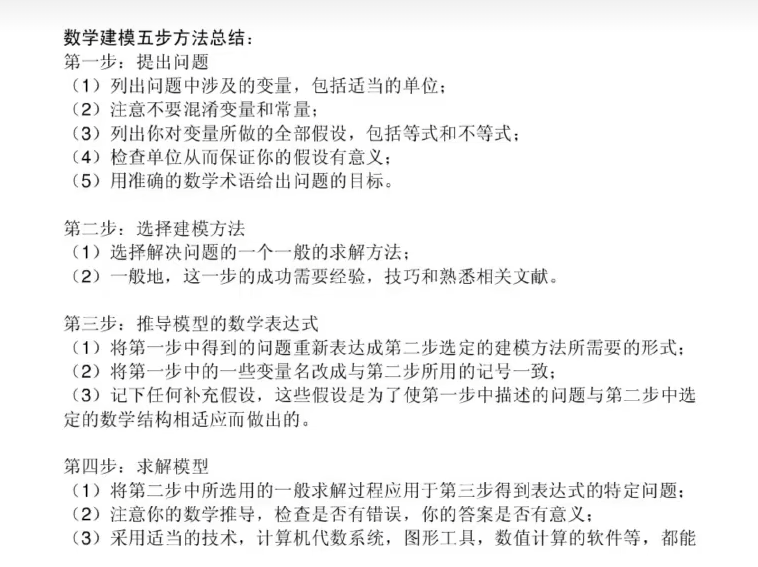 数学建模五步方法总结：
第一步：提出问题
（1）列出问题中涉及的变量，包括适当的单位；
（2）注意不要混淆变量和常量；
（3）列出你对变量所做的全部假设，包括等式和不等式；
（4）检查单位从而保证你的假设有意义；
（5）用准确的数学术语给出问题的目标。
第二步：选择建模方法
（1）选择解决问题的一个一般的求解方法；
（2）一般地，这一步的成功需要经验，技巧和熟悉相关文献。
第三步：推导模型的数学表达式
（1）将第一步中得到的问题重新表达成第二步选定的建模方法所需要的形式；
（2）将第一步中的一些变量名改成与第二步所用的记号一致；
（3）记下任何补充假设，这些假设是为了使第一步中描述的问题与第二步中选
定的数学结构相适应而做出的。
第四步：求解模型
（1）将第二步中所选用的一般求解过程应用于第三步得到表达式的特定问题；
（2）注意你的数学推导，检查是否有错误，你的答案是否有意义；
（3）采用适当的技术，计算机代数系统，图形工具，数值计算的软件等，都能